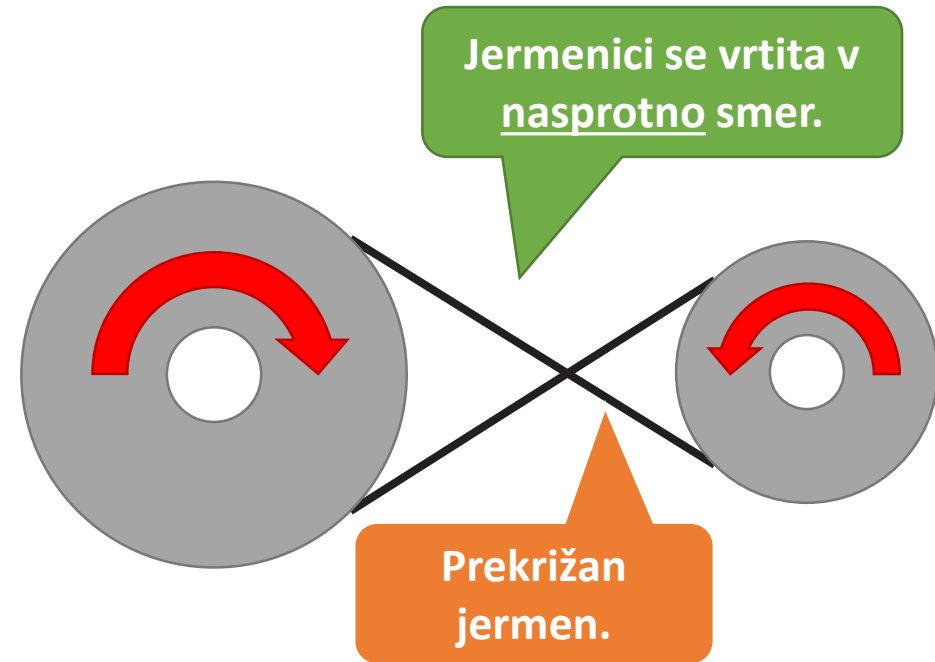 Jermenici se vrtita v
nasprotno smer.
Prekrižan
jermen.